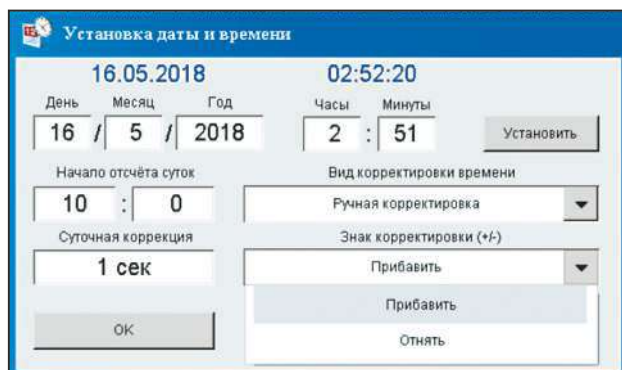 Установка даты и времени
16.05.2018 02:52:20
День Месяц Год Часы Минуты
16 / 5 / 2018 2 : 51 Установить
Начало отсчёта суток Вид корректировки времени
10 : 0 Ручная корректировка
Суточная коррекция Знак корректировки (+/-)
1 сек Прибавить
Прибавить
ОК
Отнять